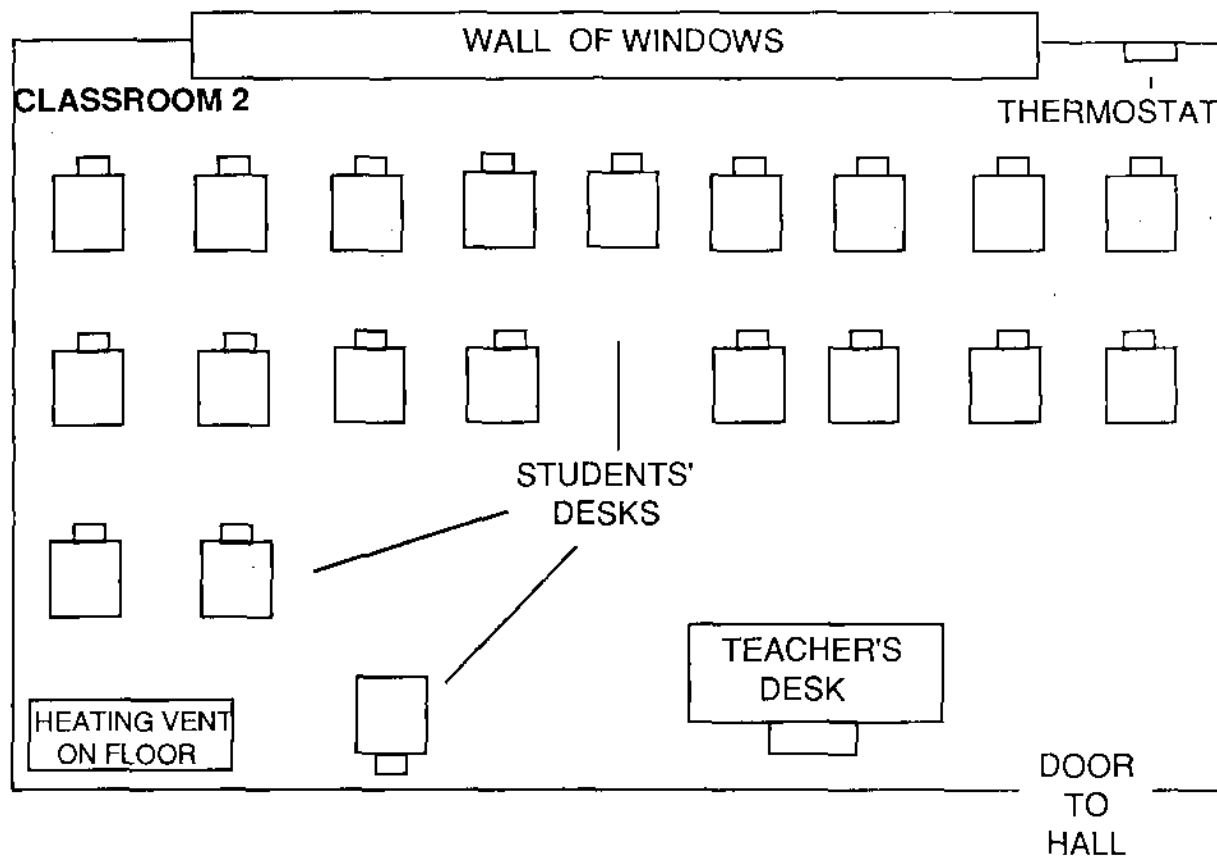 WALL OF WINDOWS
CLASSROOM 2
THERMOSTAT
STUDENTS'
DESKS
TEACHER'S
DESK
HEATING VENT
ON FLOOR
DOOR
TO
HALL